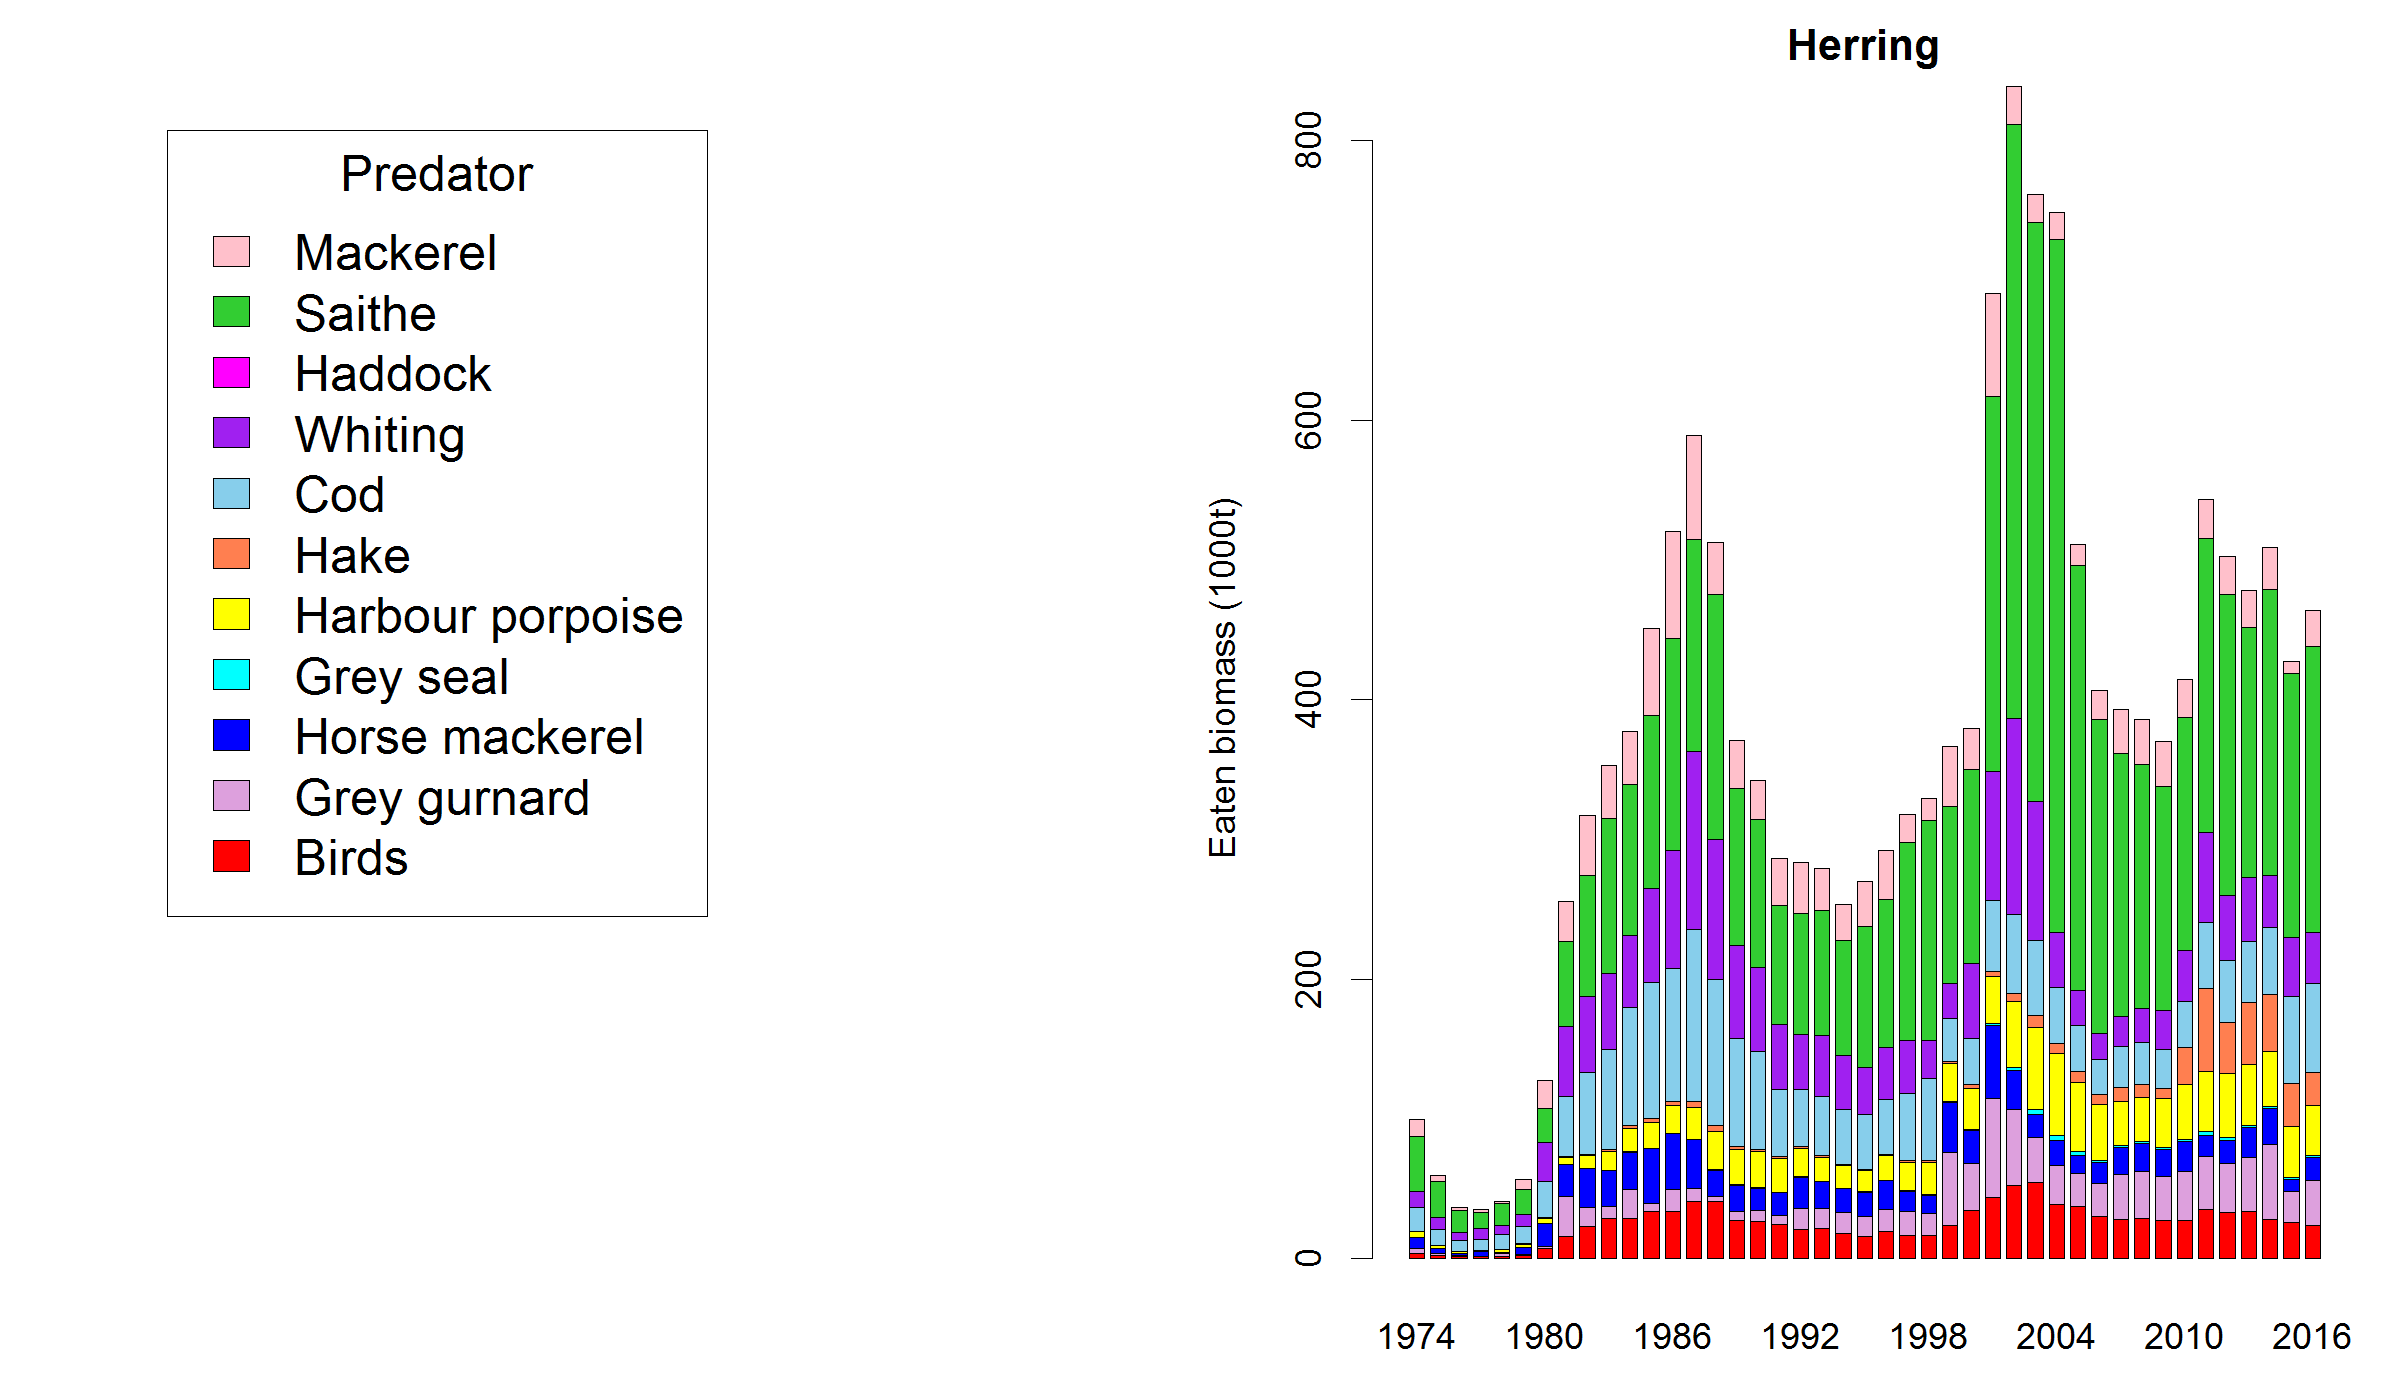 Predator
Mackerel
Saithe
Haddock
Whiting
Cod
Hake
Harbour porpoise
Grey seal
Horse mackerel
Grey gurnard
Birds
Herring
Eaten biomass (1000t)
800
600
400
200
0
1974 1980 1986 1992 1998 2004 2010 2016